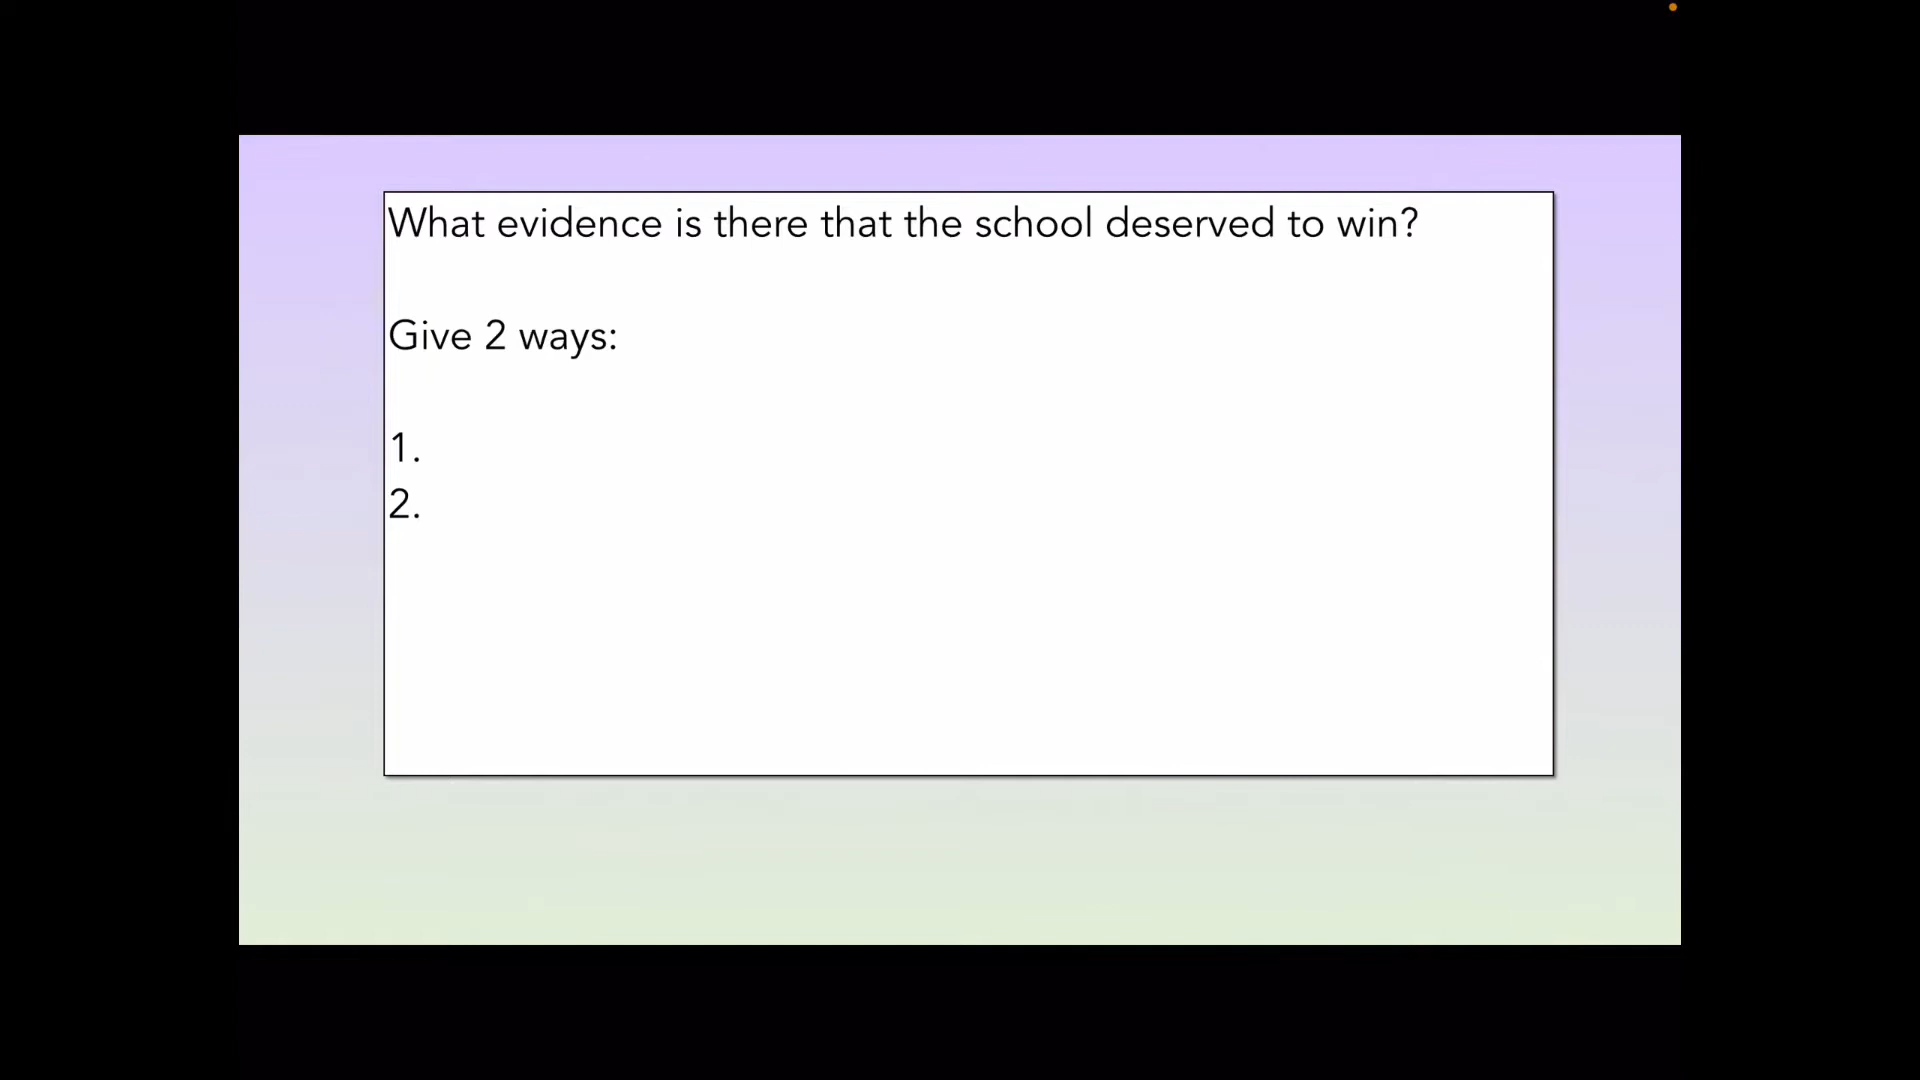 What evidence is there that the school deserved to win?
Give 2 ways:
1.
2.